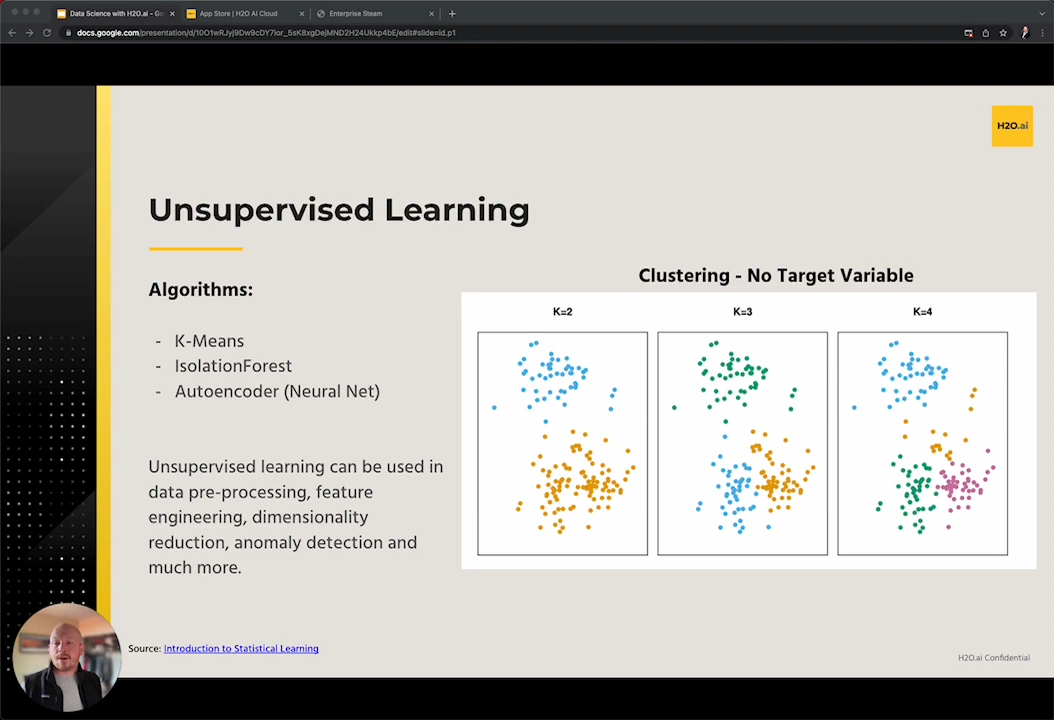 Data Science with H2O.ai - Go
App Store | H2O AI Cloud
Enterprise Steam
docs.google.com/presentation/d/10O1wRJyj9Dw9cDY7ior_5sK8xgDejMND2H24Ukkp4bE/edit#slide=id.p1
H2O.ai
Unsupervised Learning
Algorithms:
- K-Means
- IsolationForest
- Autoencoder (Neural Net)
Unsupervised learning can be used in
data pre-processing, feature
engineering, dimensionality
reduction, anomaly detection and
much more.
Clustering - No Target Variable
K=2
K=3
K=4
Source: Introduction to Statistical Learning
H2O.ai Confidential